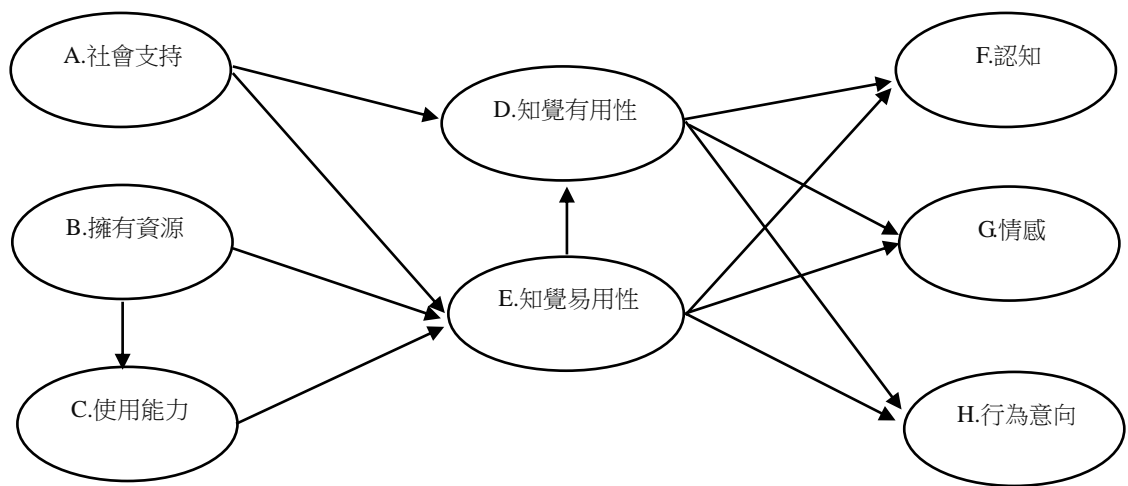 A.社會支持
F.認知
D.知覺有用性
B.擁有資源
G.情感
E.知覺易用性
C.使用能力
H.行為意向